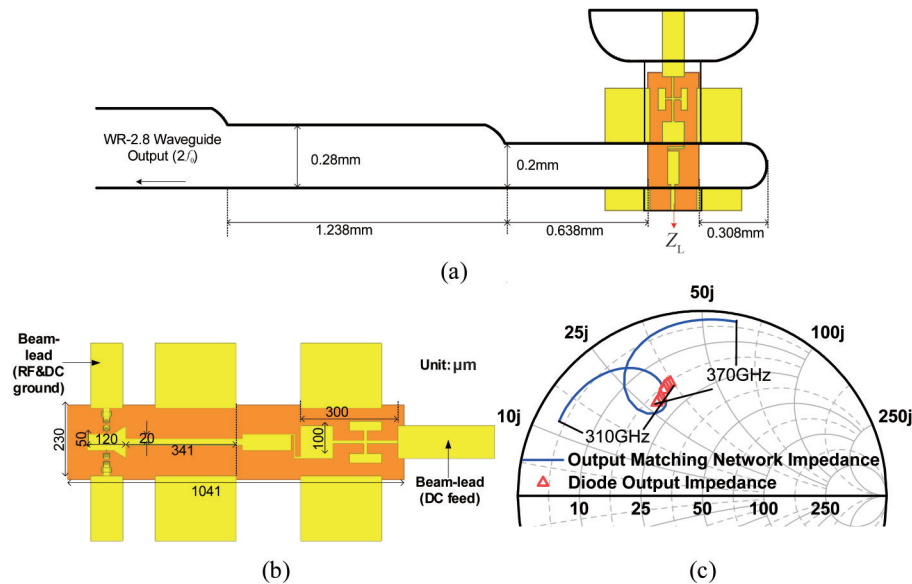 WR-2.8 Waveguide
Output (2f₀)
0.28mm
0.2mm
1.238mm
0.638mm
0.308mm
Z_L
(a)
Beam-
lead
(RF&DC
ground)
Unit: μm
230
50
120
20
341
1041
300
100
Beam-lead
(DC feed)
(b)
50j
25j
100j
10j
250j
370GHz
310GHz
Output Matching Network Impedance
Diode Output Impedance
10 25 50 100 250
(c)